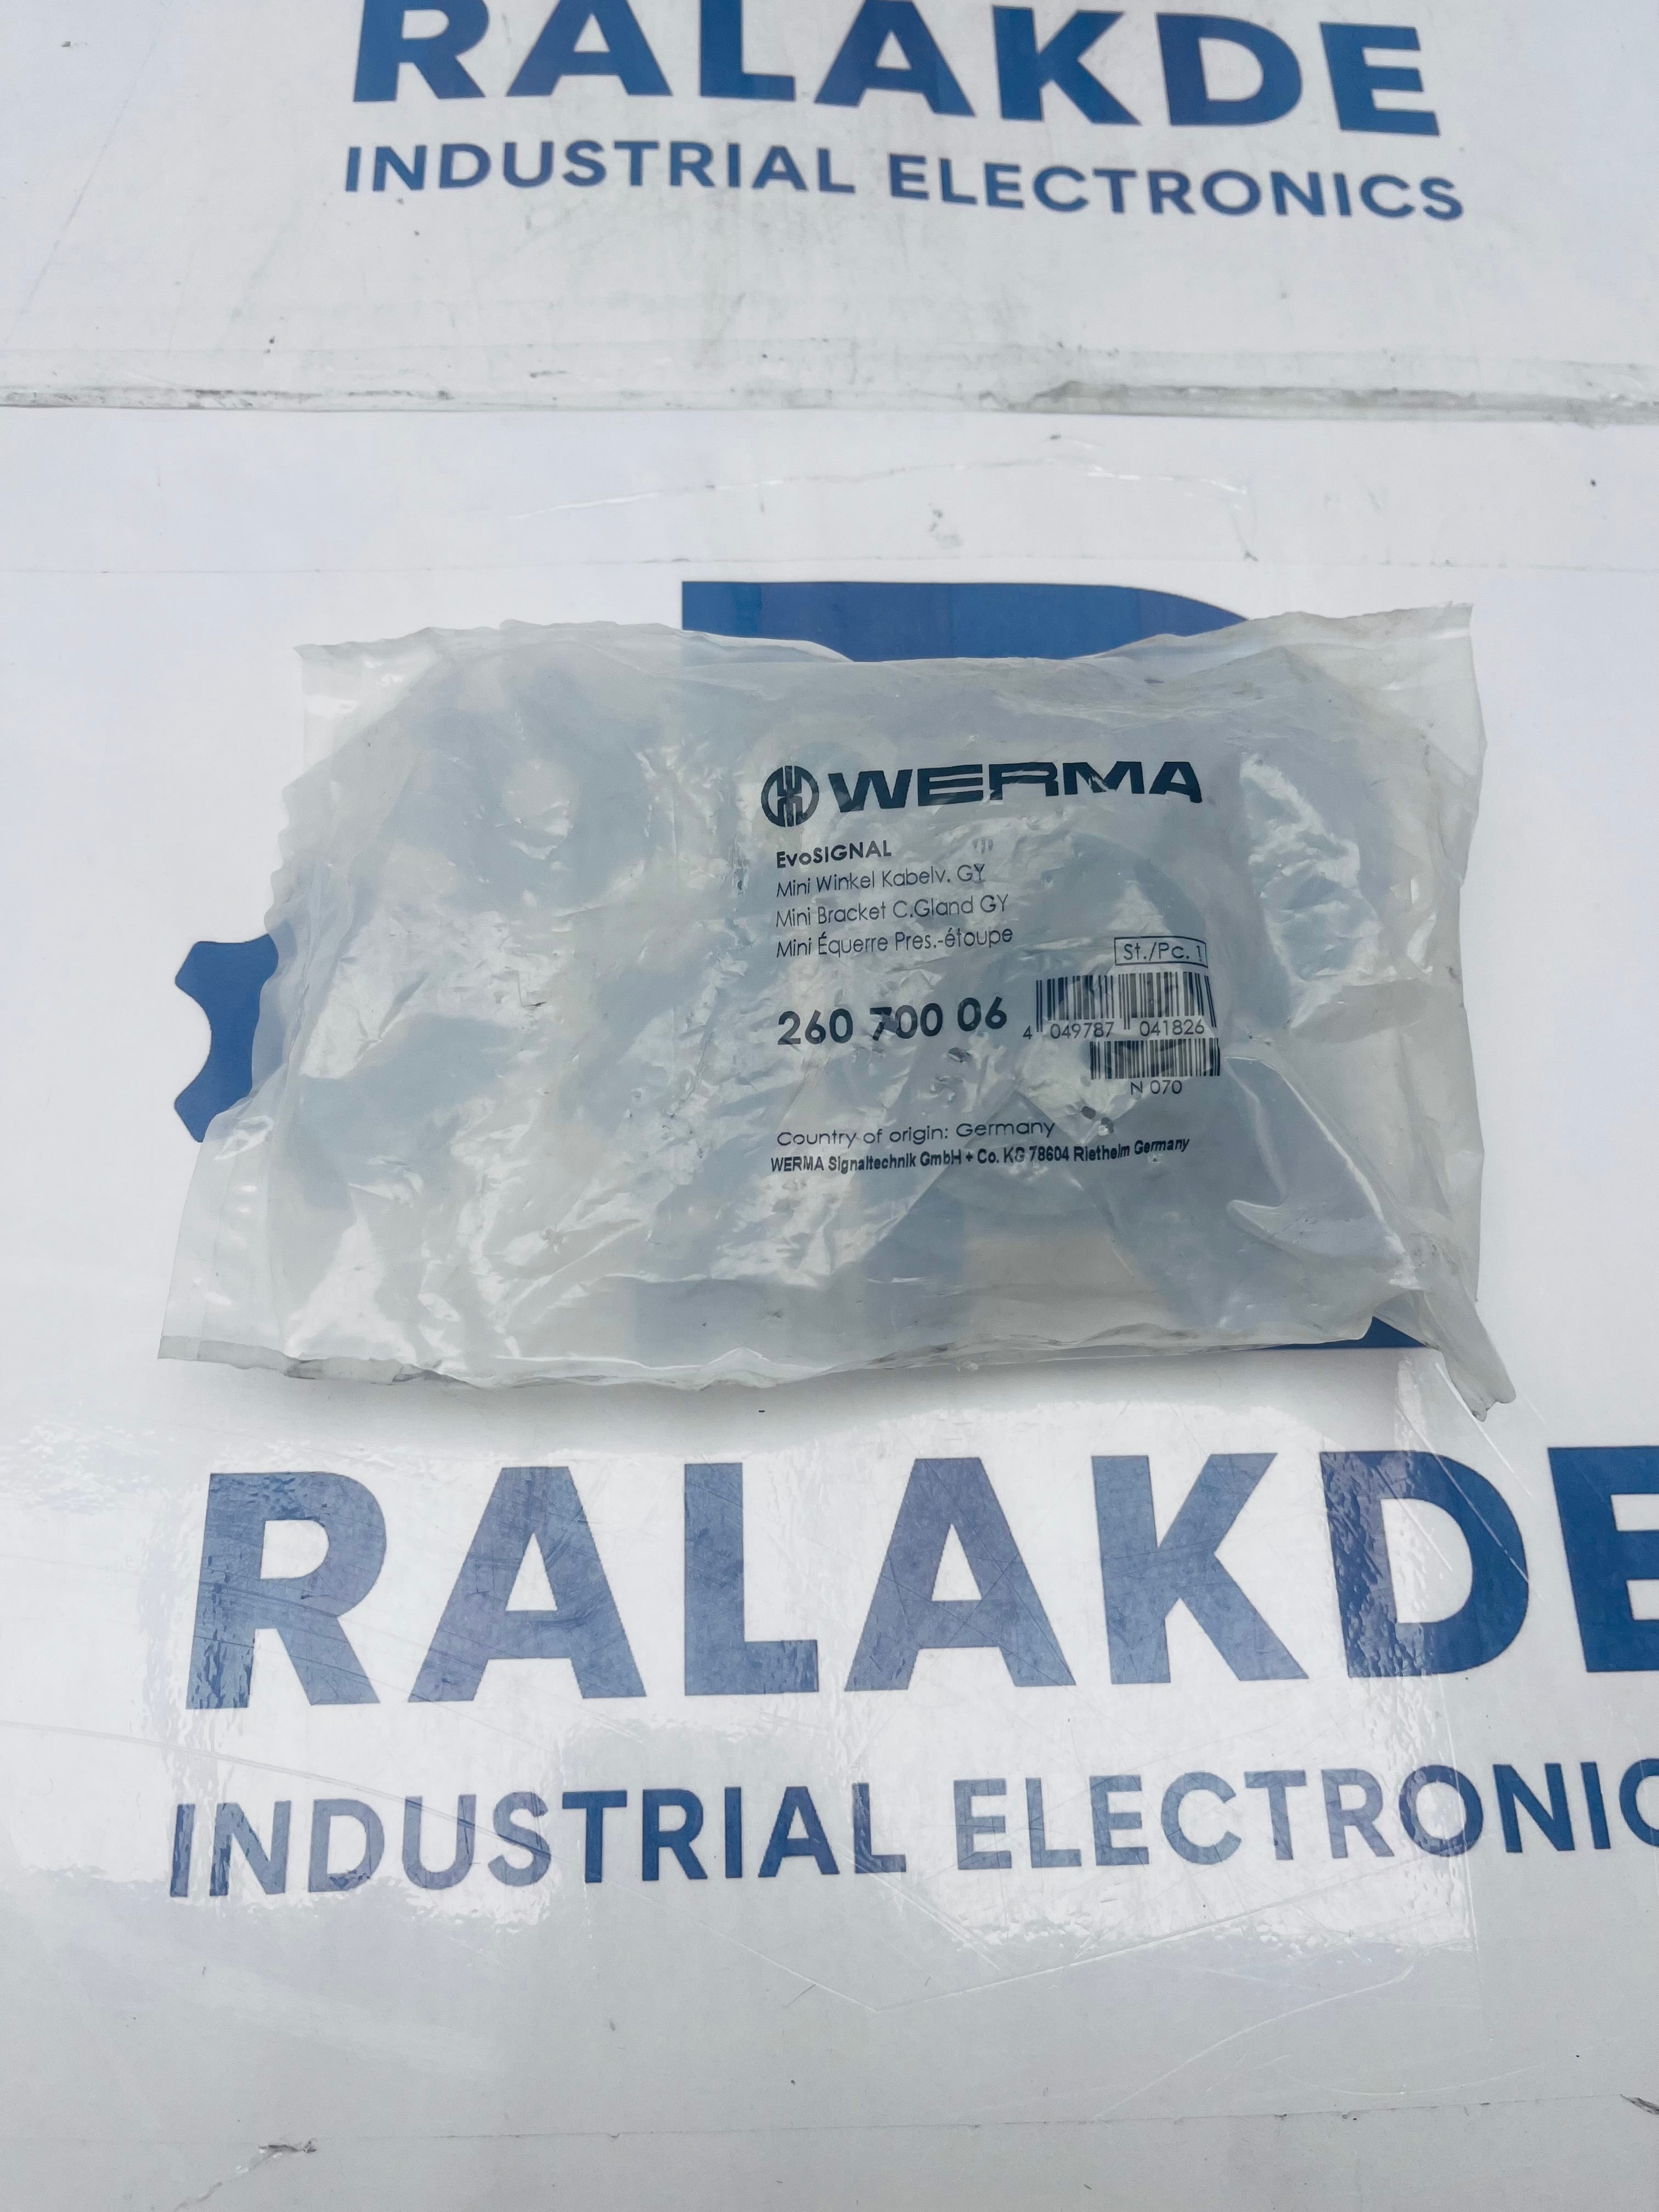 RALAKDE
INDUSTRIAL ELECTRONICS
WERMA
EvoSIGNAL
Mini Winkel Kabelv. GY
Mini Bracket C.Gland GY
Mini Équerre Pres.-étoupe
St./Pc. 1
260 700 06
4 049787 041826
N 070
Country of origin: Germany
WERMA Signaltechnik GmbH + Co. KG 78604 Rietheim Germany
RALAKDE
INDUSTRIAL ELECTRONIC